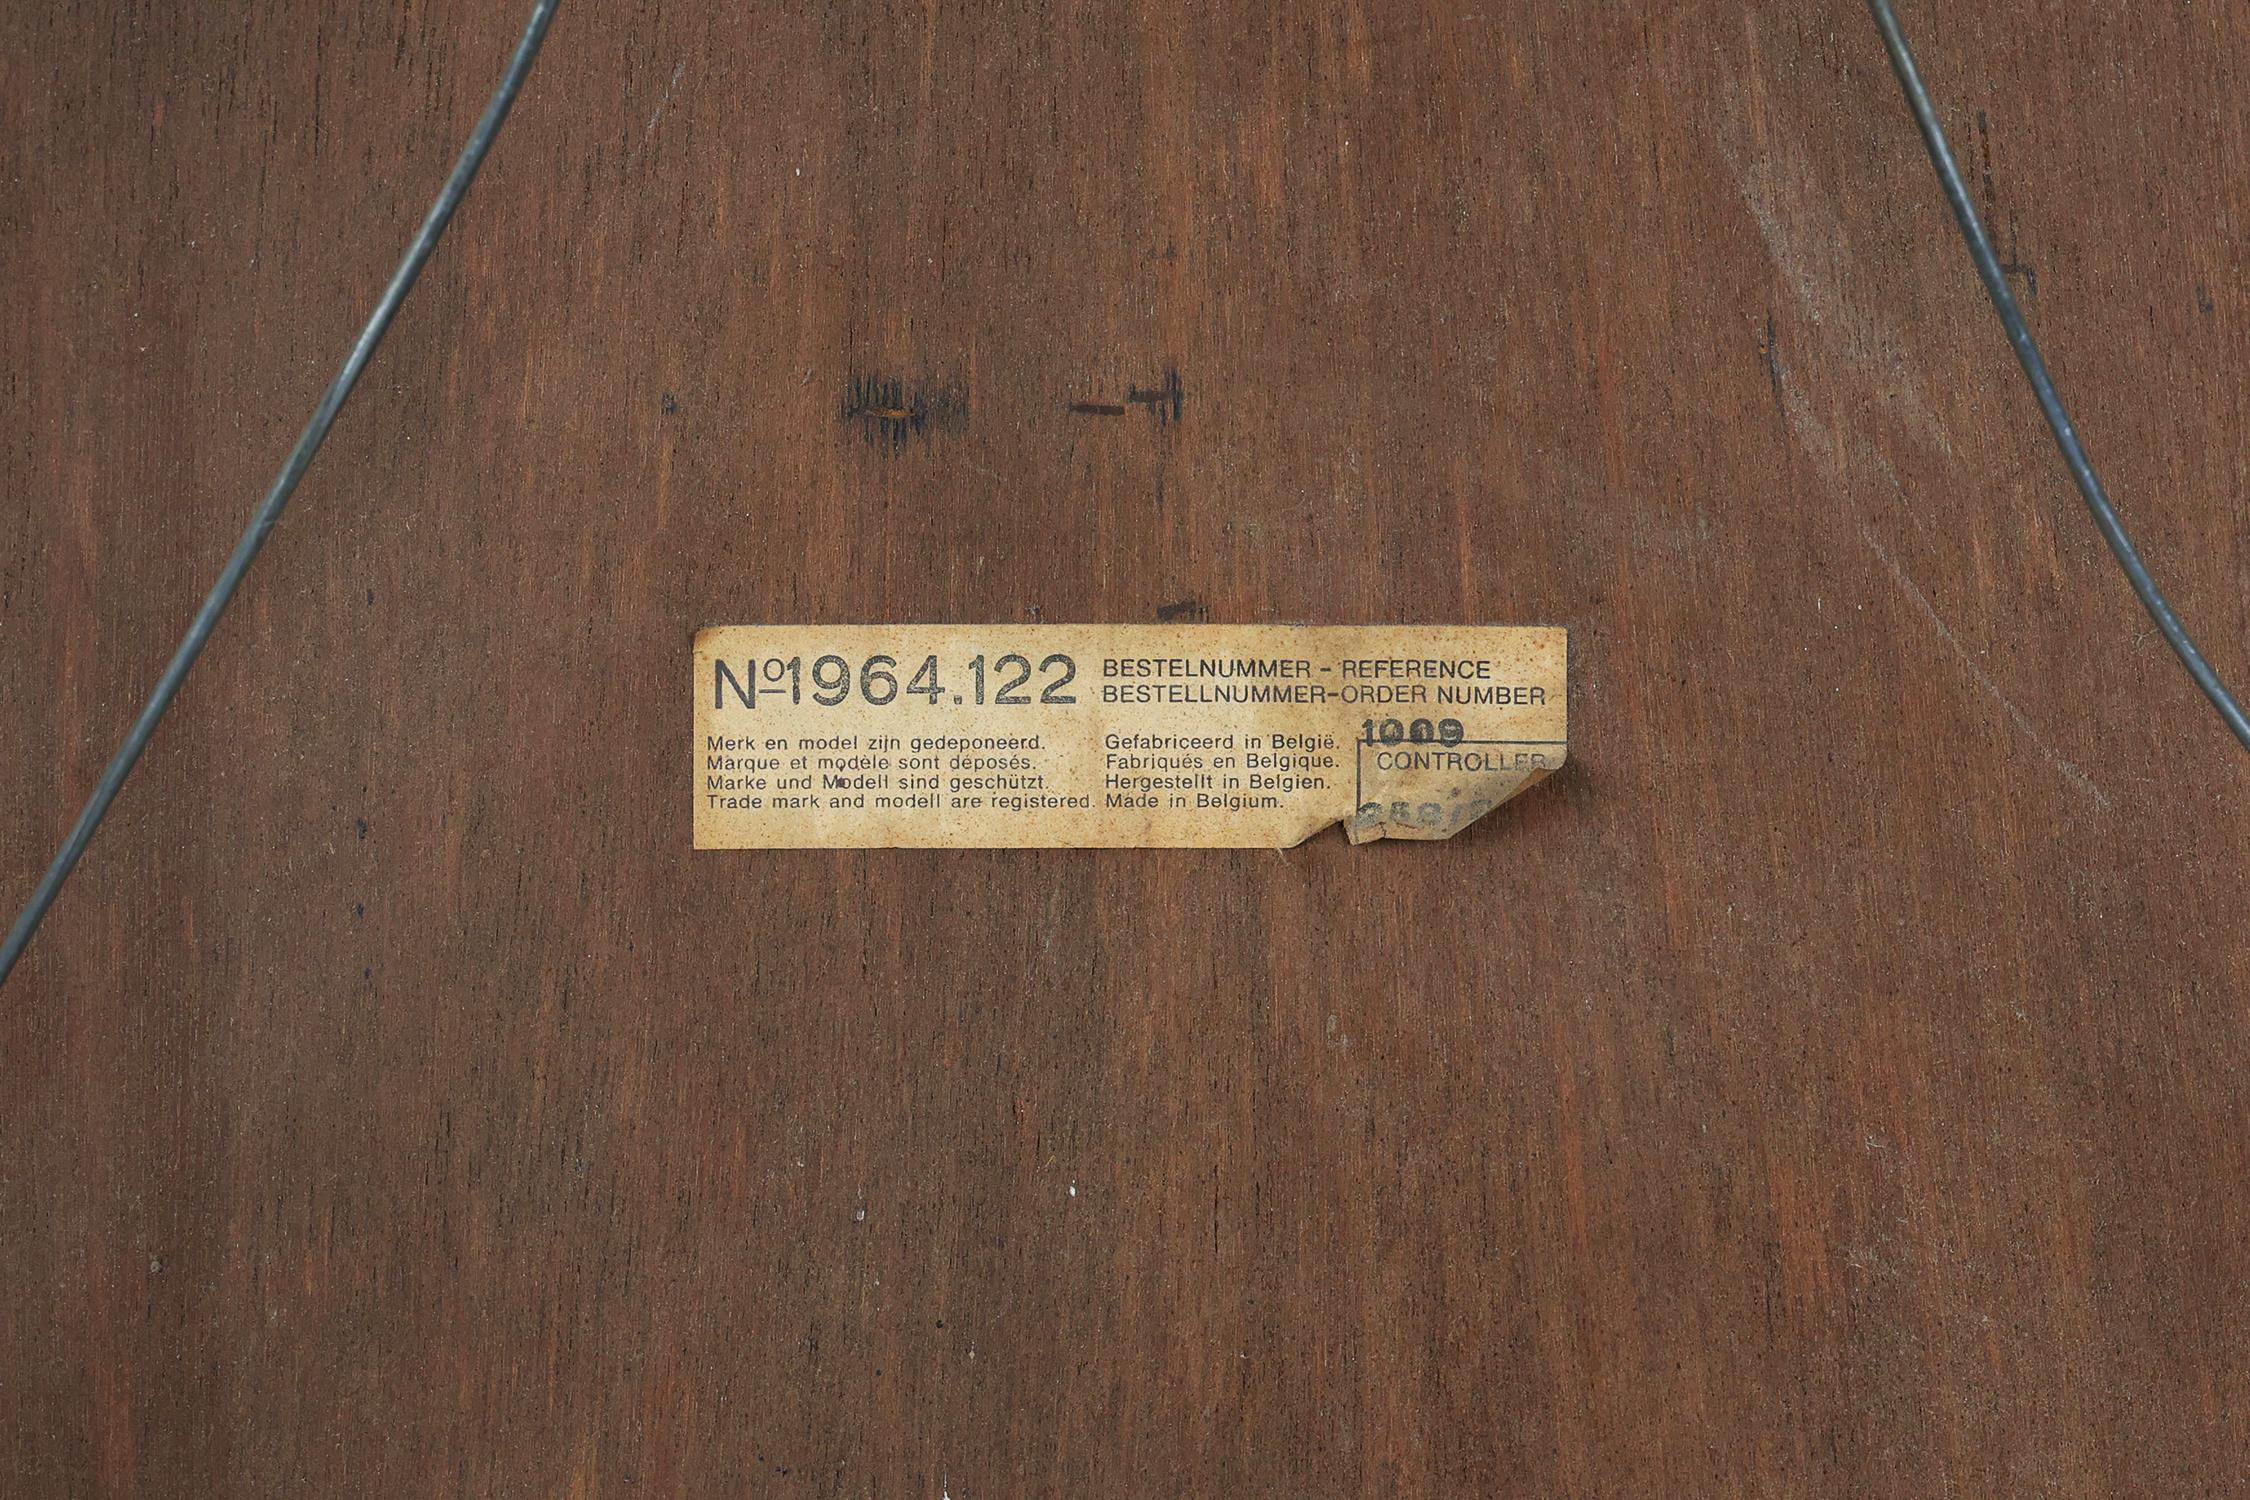 Nº1964.122
BESTELNUMMER - REFERENCE
BESTELLNUMMER-ORDER NUMBER
Merk en model zijn gedeponeerd.
Marque et modèle sont déposés.
Marke und Modell sind geschützt.
Trade mark and modell are registered.
Gefabriceerd in België.
Fabriqués en Belgique.
Hergestellt in Belgien.
Made in Belgium.
1009
CONTROLLER